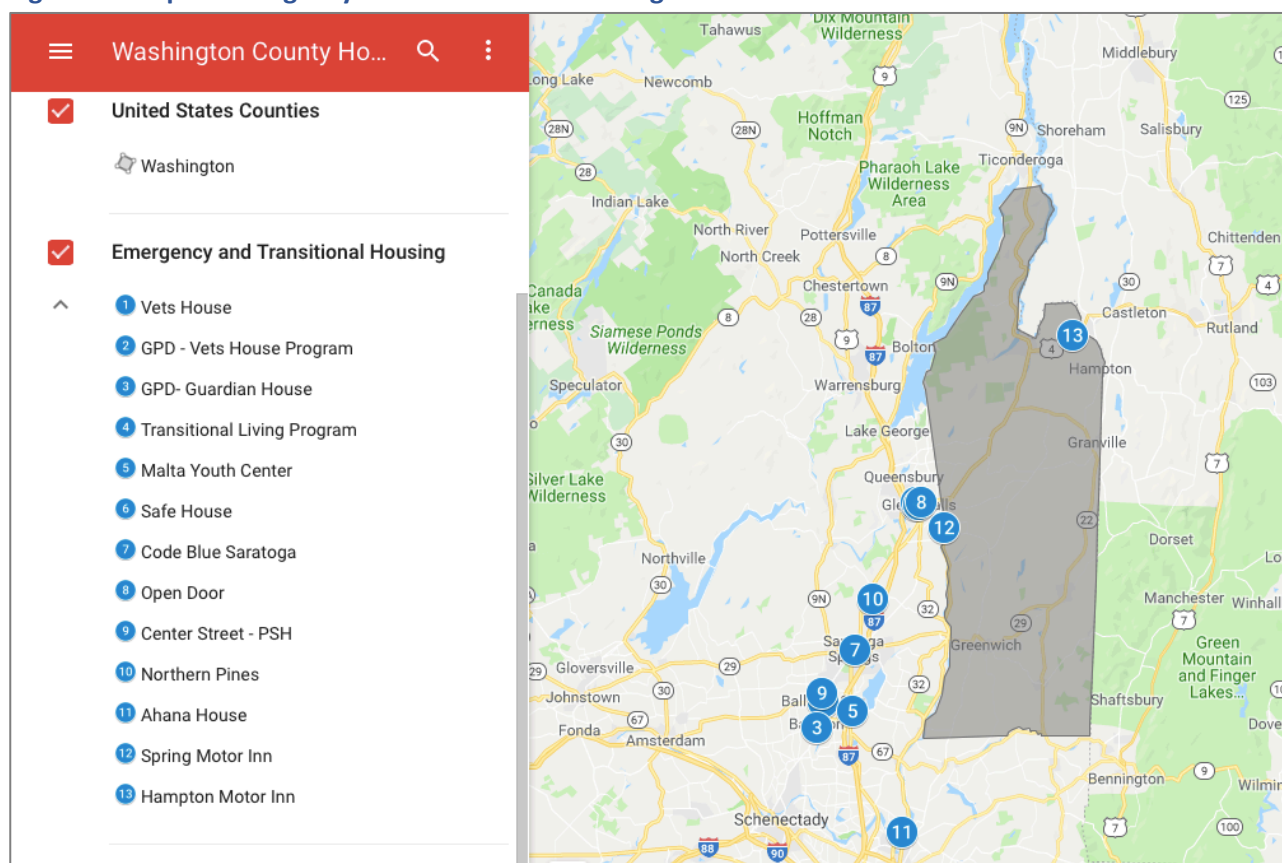 Washington County Ho...
United States Counties
Washington
Emergency and Transitional Housing
1 Vets House
2 GPD - Vets House Program
3 GPD- Guardian House
4 Transitional Living Program
5 Malta Youth Center
6 Safe House
7 Code Blue Saratoga
8 Open Door
9 Center Street - PSH
10 Northern Pines
11 Ahana House
12 Spring Motor Inn
13 Hampton Motor Inn
Tahawus
Dix Mountain
Wilderness
Middlebury
Long Lake
Newcomb
9
125
28N
28N
Hoffman
Notch
9N
Shoreham
Salisbury
Ticonderoga
28
Pharaoh Lake
Wilderness
Area
Indian Lake
North River
Pottersville
Chittenden
North Creek
8
7
9N
30
4
Canada
Chestertown
87
Castleton
8
28
Rutland
Siamese Ponds
Wilderness
9
13
4
Bolton
87
Hampton
Speculator
Warrensburg
103
Lake George
30
Granville
7
Silver Lake
Wilderness
Queensbury
8
12
22
Dorset
Northville
30
9N
10
32
87
Manchester
Winhall
7
29
Saratoga
Springs
7
Greenwich
Green
Mountain
and Finger
Lakes...
29
Gloversville
29
32
Johnstown
30
9
5
Shaftsbury
67
Fonda
3
Amsterdam
87
67
Bennington
9
Schenectady
11
7
100
88
90